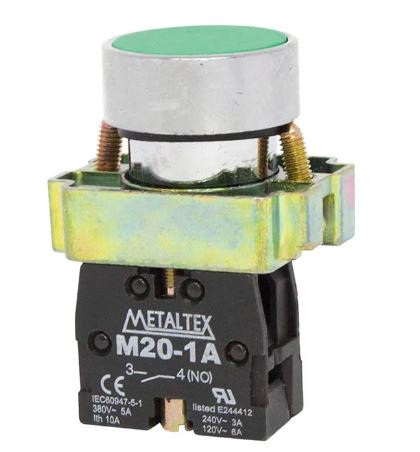 METALTEX
M20-1A
3 4(NO)
CE
IEC60947-5-1
380V~ 5A
Ith 10A
listed E244412
240V~ 3A
120V~ 6A